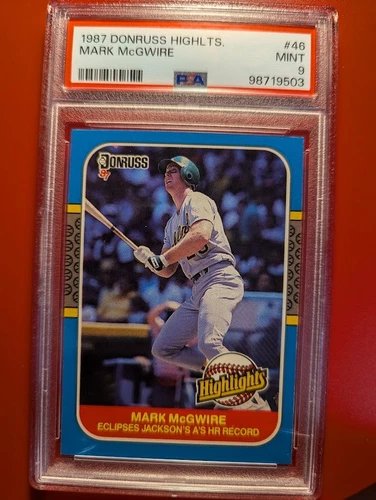 1987 DONRUSS HIGHLTS. #46
MARK McGWIRE MINT
9
PSA 98719503
DONRUSS
87
Highlights
MARK McGWIRE
ECLIPSES JACKSON'S A'S HR RECORD